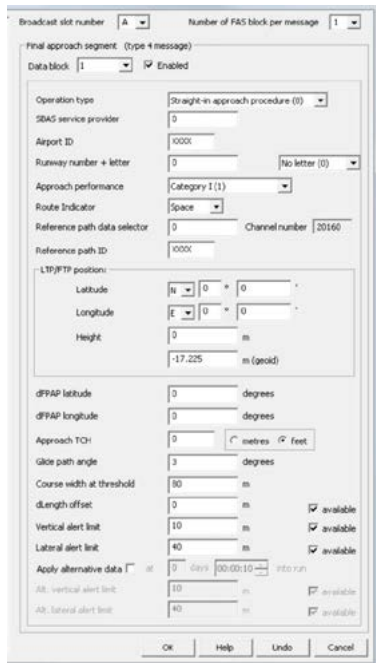 Broadcast slot number A Number of FAS block per message 1
Final approach segment (type 4 message)
Data block 1 Enabled
Operation type Straight-in approach procedure (0)
SBAS service provider 0
Airport ID XXXX
Runway number + letter 0 No letter (0)
Approach performance Category I (1)
Route Indicator Space
Reference path data selector 0 Channel number 20160
Reference path ID XXXX
LTP/FTP position:
Latitude N 0 ° 0 '
Longitude E 0 ° 0 '
Height 0 m
-17.225 m (geoid)
dFPAP latitude 0 degrees
dFPAP longitude 0 degrees
Approach TCH 0 metres feet
Glide path angle 3 degrees
Course width at threshold 80 m
dLength offset 0 m available
Vertical alert limit 10 m available
Lateral alert limit 40 m available
Apply alternative data at 0 days 00:00:10 into run
Alt. vertical alert limit 10 m available
Alt. lateral alert limit 40 m available
OK Help Undo Cancel